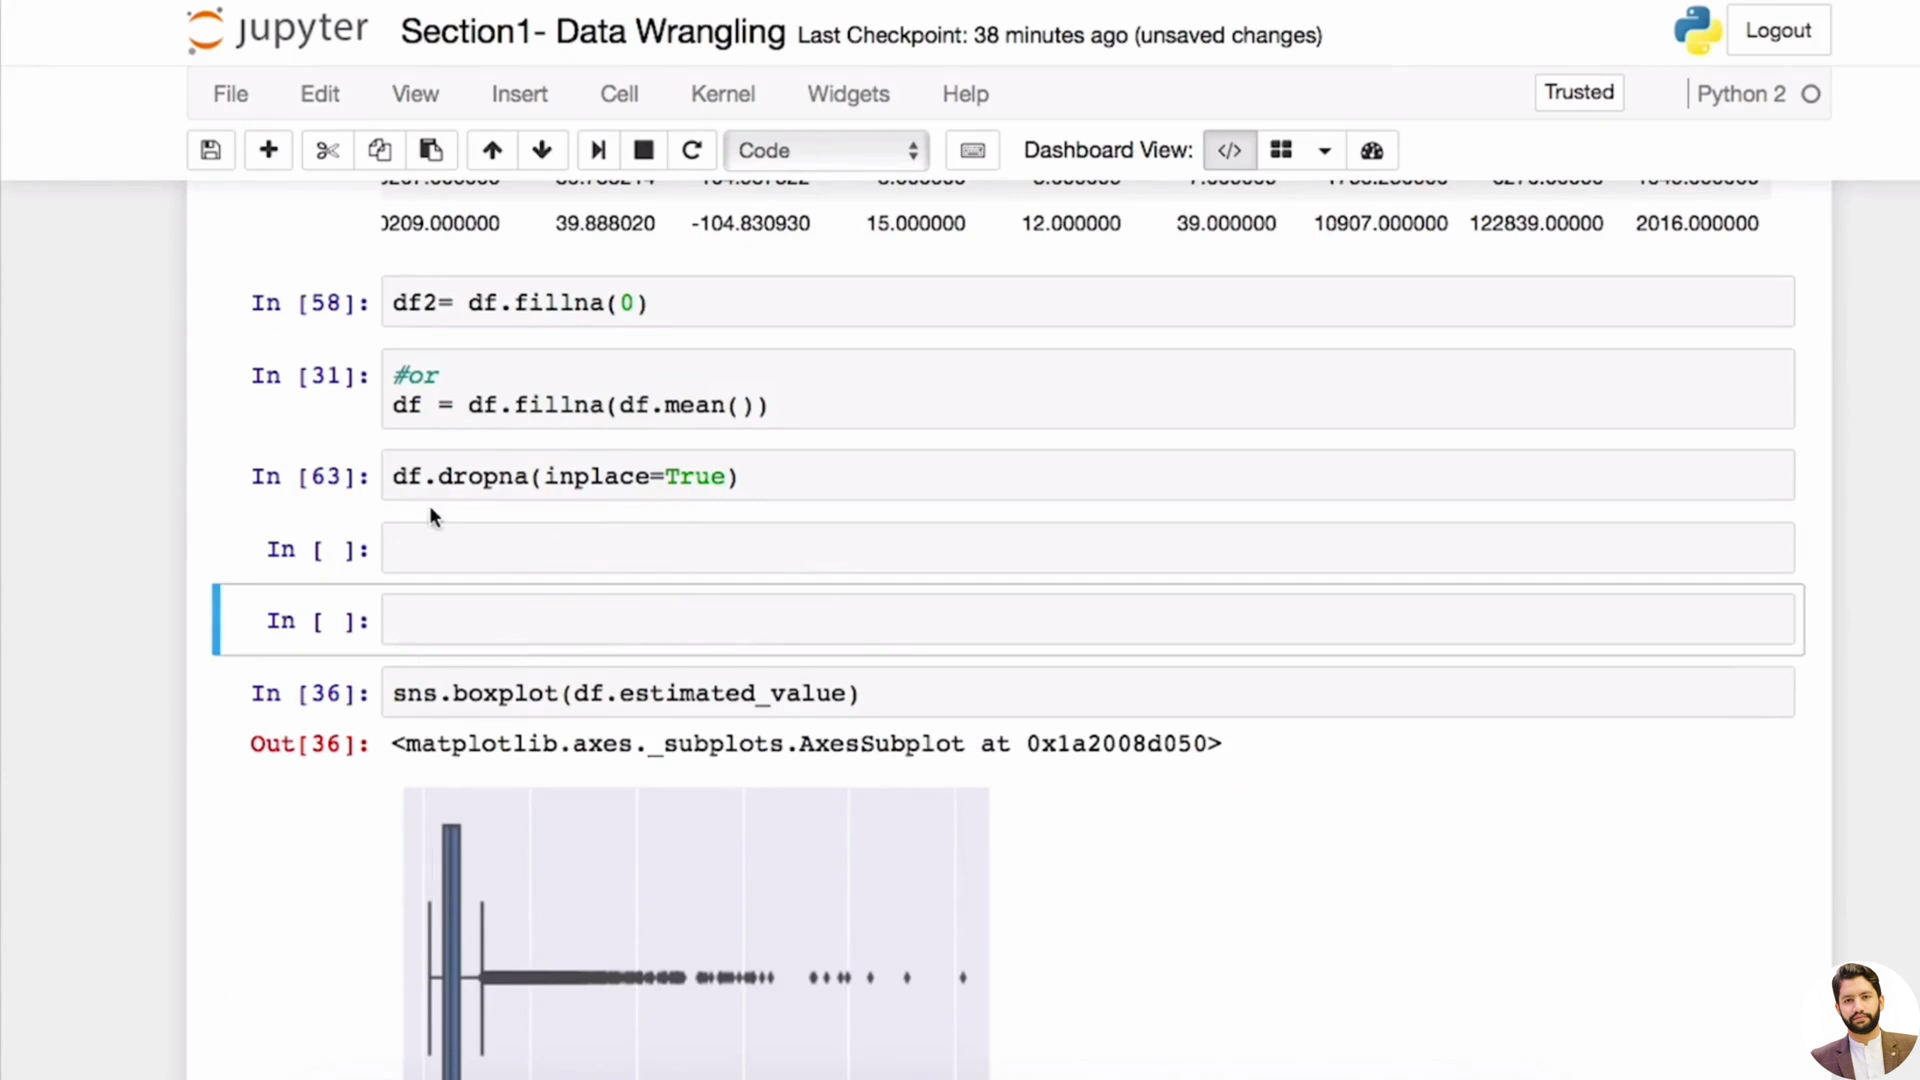 jupyter Section1- Data Wrangling Last Checkpoint: 38 minutes ago (unsaved changes) Logout
File Edit View Insert Cell Kernel Widgets Help Trusted Python 2
Code Dashboard View:
0209.000000 39.888020 -104.830930 15.000000 12.000000 39.000000 10907.000000 122839.00000 2016.000000
In [58]: df2= df.fillna(0)
In [31]: #or
df = df.fillna(df.mean())
In [63]: df.dropna(inplace=True)
In [ ]:
In [ ]:
In [36]: sns.boxplot(df.estimated_value)
Out[36]: <matplotlib.axes._subplots.AxesSubplot at 0x1a2008d050>